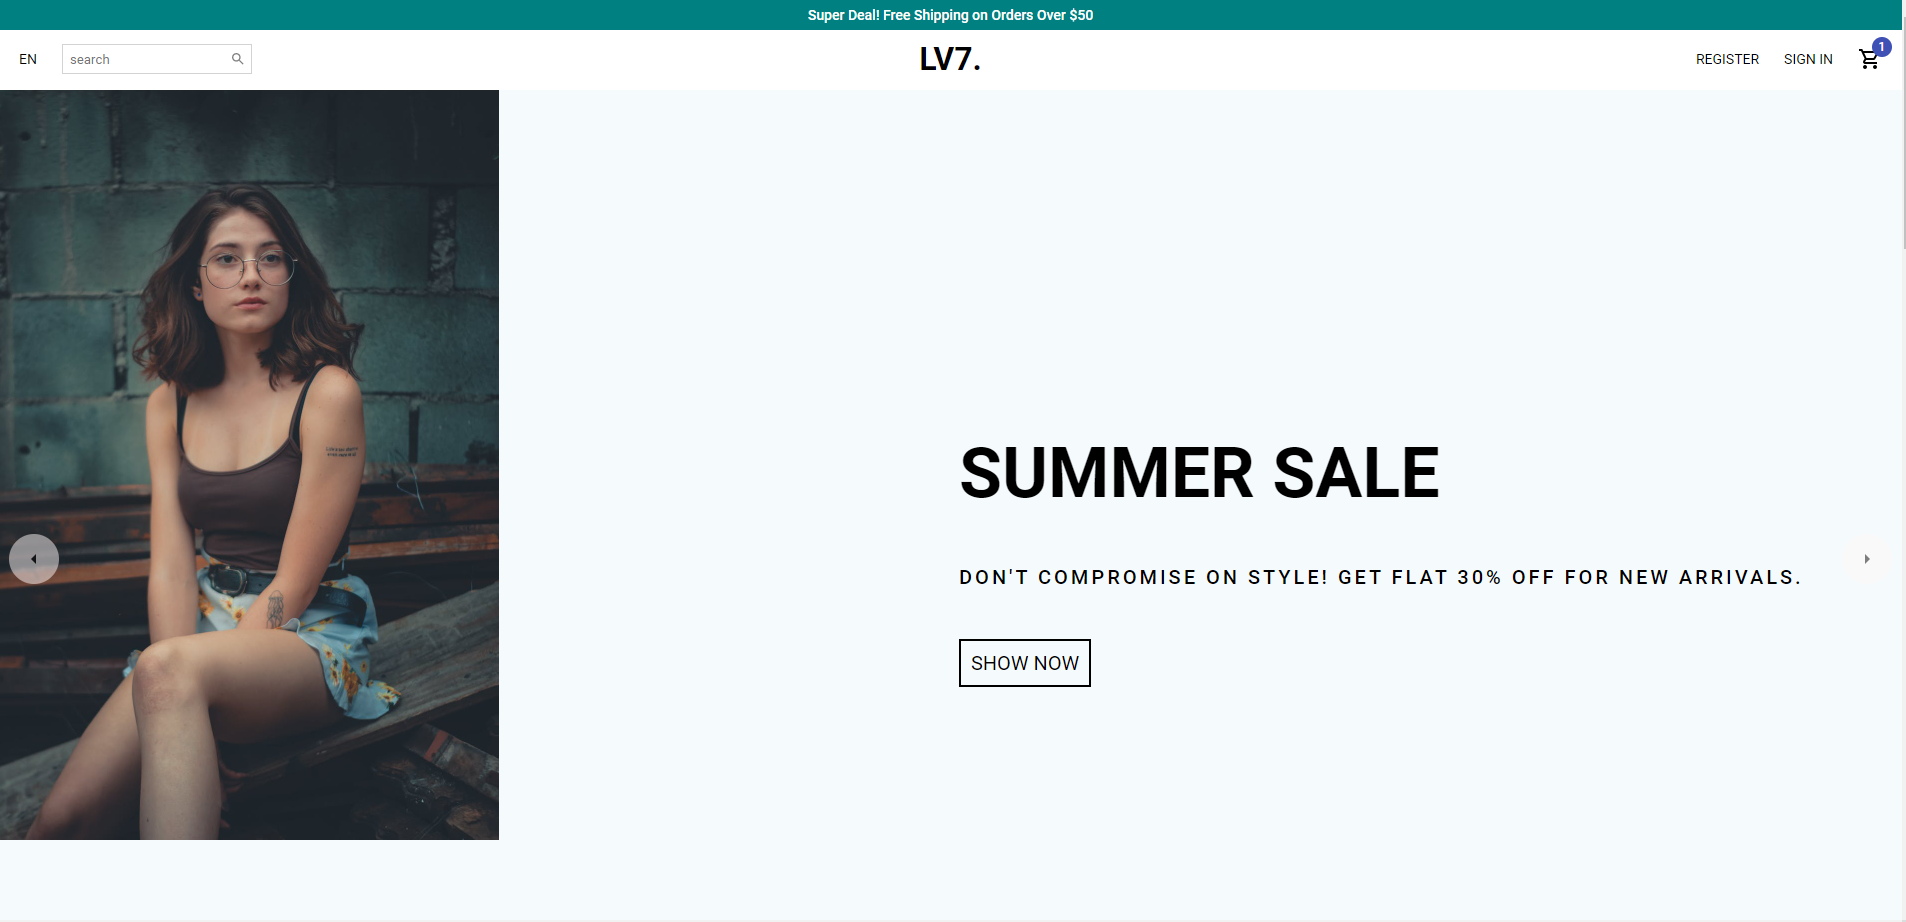 Super Deal! Free Shipping on Orders Over $50
EN
search
LV7.
REGISTER
SIGN IN
1
SUMMER SALE
DON'T COMPROMISE ON STYLE! GET FLAT 30% OFF FOR NEW ARRIVALS.
SHOW NOW